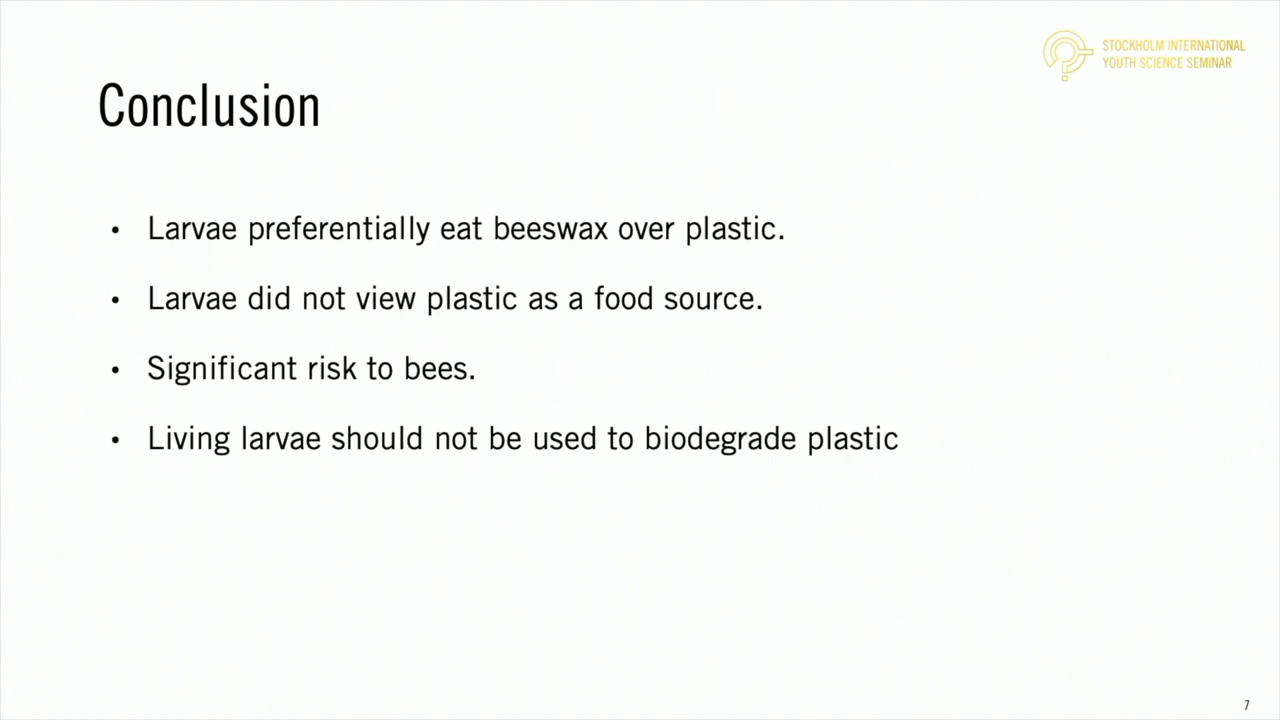 STOCKHOLM INTERNATIONAL
YOUTH SCIENCE SEMINAR
Conclusion
• Larvae preferentially eat beeswax over plastic.
• Larvae did not view plastic as a food source.
• Significant risk to bees.
• Living larvae should not be used to biodegrade plastic
7